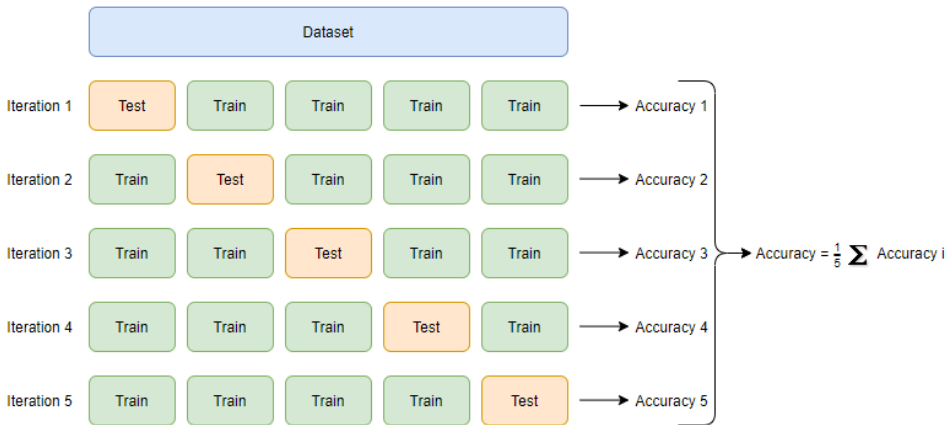 Dataset
Iteration 1 Test Train Train Train Train Accuracy 1
Iteration 2 Train Test Train Train Train Accuracy 2
Iteration 3 Train Train Test Train Train Accuracy 3
Accuracy = 1/5 Σ Accuracy i
Iteration 4 Train Train Train Test Train Accuracy 4
Iteration 5 Train Train Train Train Test Accuracy 5